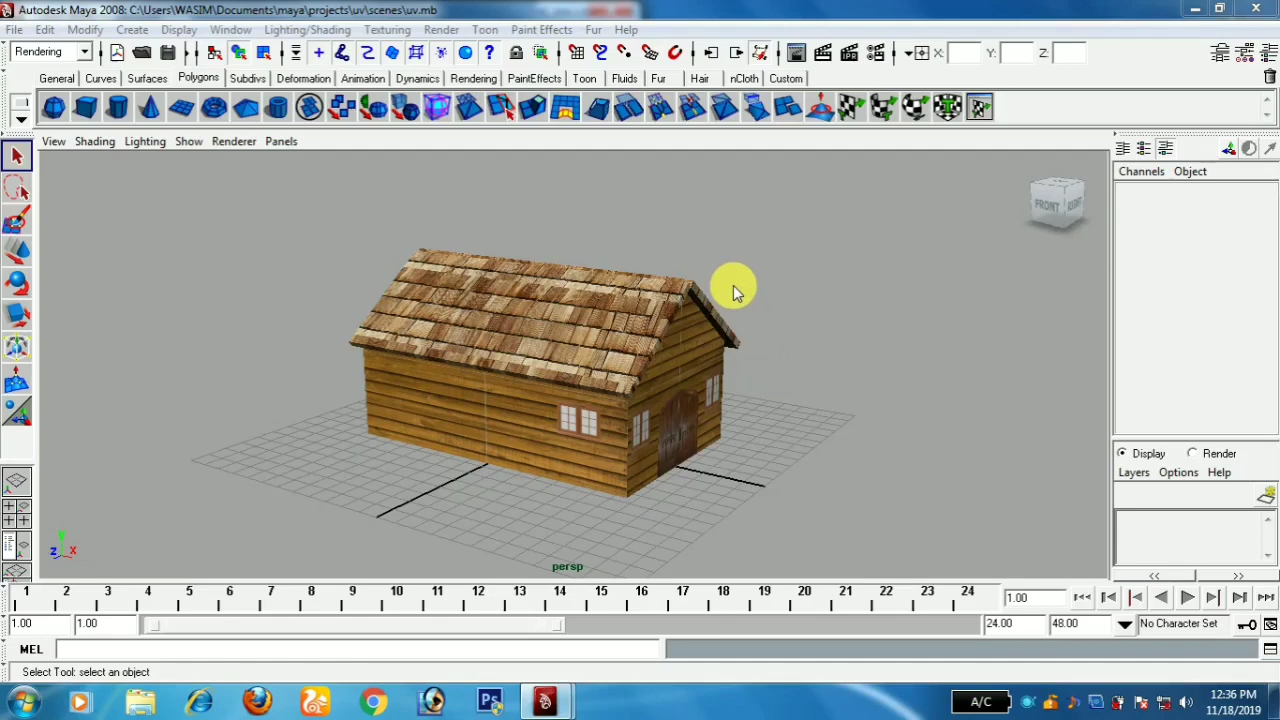 Autodesk Maya 2008: C:\Users\WASIM\Documents\maya\projects\uv\scenes\uv.mb
File Edit Modify Create Display Window Lighting/Shading Texturing Render Toon Paint Effects Fur Help
Rendering X: Y: Z:
General Curves Surfaces Polygons Subdivs Deformation Animation Dynamics Rendering PaintEffects Toon Fluids Fur Hair nCloth Custom
View Shading Lighting Show Renderer Panels
Channels Object
FRONT RIGHT
Display Render
Layers Options Help
y
z x
persp
<< >>
1 2 3 4 5 6 7 8 9 10 11 12 13 14 15 16 17 18 19 20 21 22 23 24 1.00
1.00 1.00 24.00 48.00 No Character Set
MEL
Select Tool: select an object
Ps A/C 12:36 PM
11/18/2019